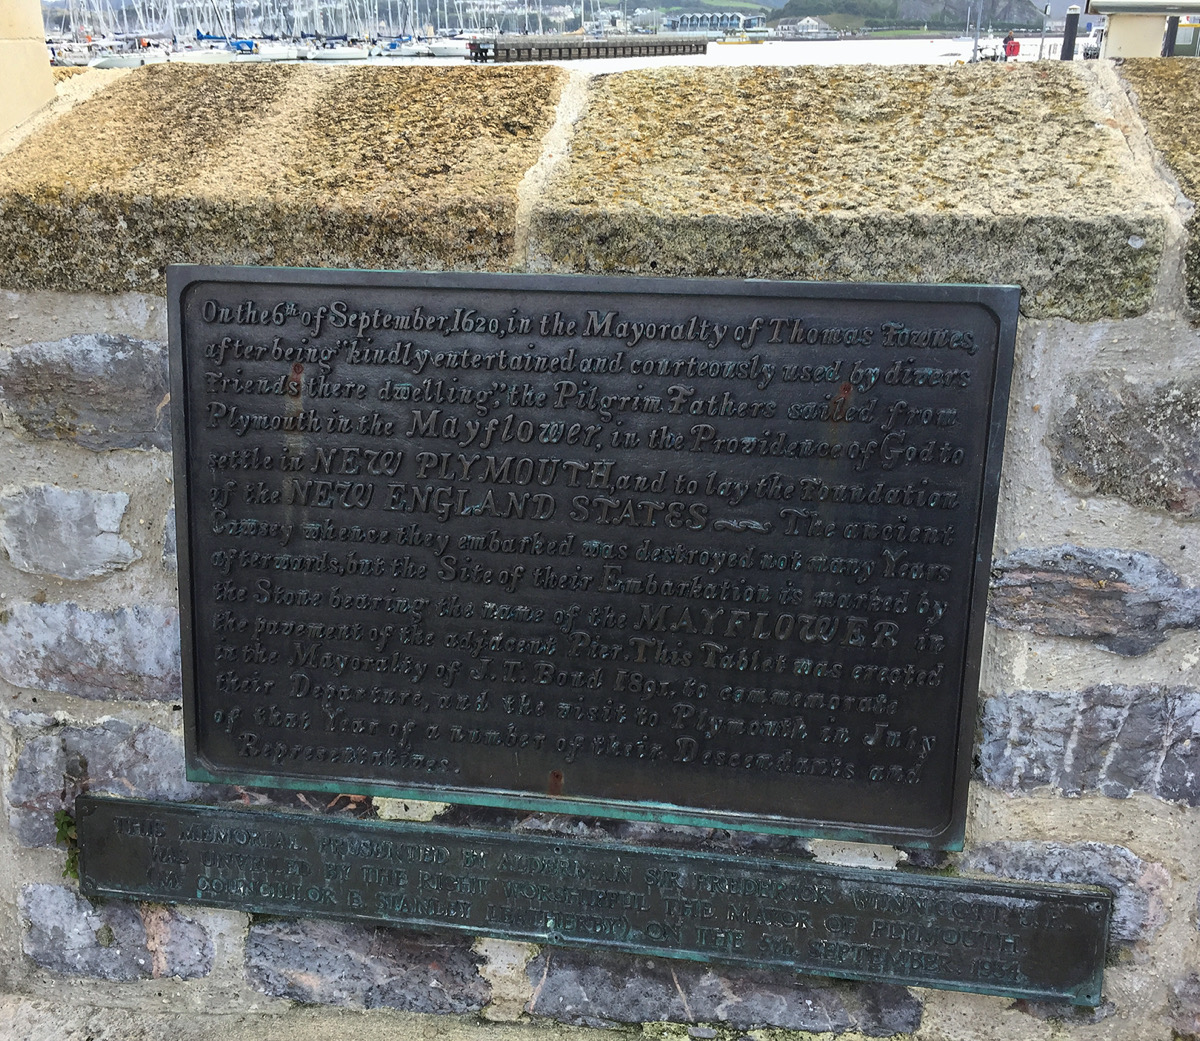 On the 6th of September, 1620, in the Mayoralty of Thomas Fownes,
after being "kindly entertained and courteously used by divers
Friends there dwelling", the Pilgrim Fathers sailed from
Plymouth in the Mayflower, in the Providence of God to
settle in NEW PLYMOUTH, and to lay the Foundation
of the NEW ENGLAND STATES The ancient
Cawsey whence they embarked was destroyed not many Years
afterwards, but the Site of their Embarkation is marked by
the Stone bearing the name of the MAYFLOWER in
the pavement of the adjacent Pier. This Tablet was erected
in the Mayoralty of J. T. Bond 1891. to commemorate
their Departure, and the visit to Plymouth in July
of that Year of a number of their Descendants and
Representatives.
THIS MEMORIAL PRESENTED BY ALDERMAN SIR FREDERICK WINNICOTT
WAS UNVEILED BY THE RIGHT WORSHIPFUL THE MAYOR OF PLYMOUTH
COUNCILLOR E. STANLEY LEATHERBY) ON THE 5th SEPTEMBER 1934